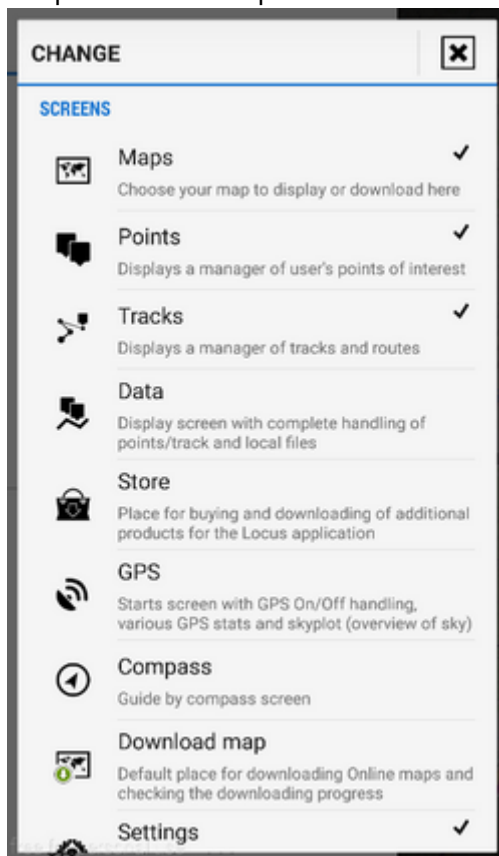 CHANGE
SCREENS
Maps
Choose your map to display or download here
Points
Displays a manager of user's points of interest
Tracks
Displays a manager of tracks and routes
Data
Display screen with complete handling of
points/track and local files
Store
Place for buying and downloading of additional
products for the Locus application
GPS
Starts screen with GPS On/Off handling,
various GPS stats and skyplot (overview of sky)
Compass
Guide by compass screen
Download map
Default place for downloading Online maps and
checking the downloading progress
Settings